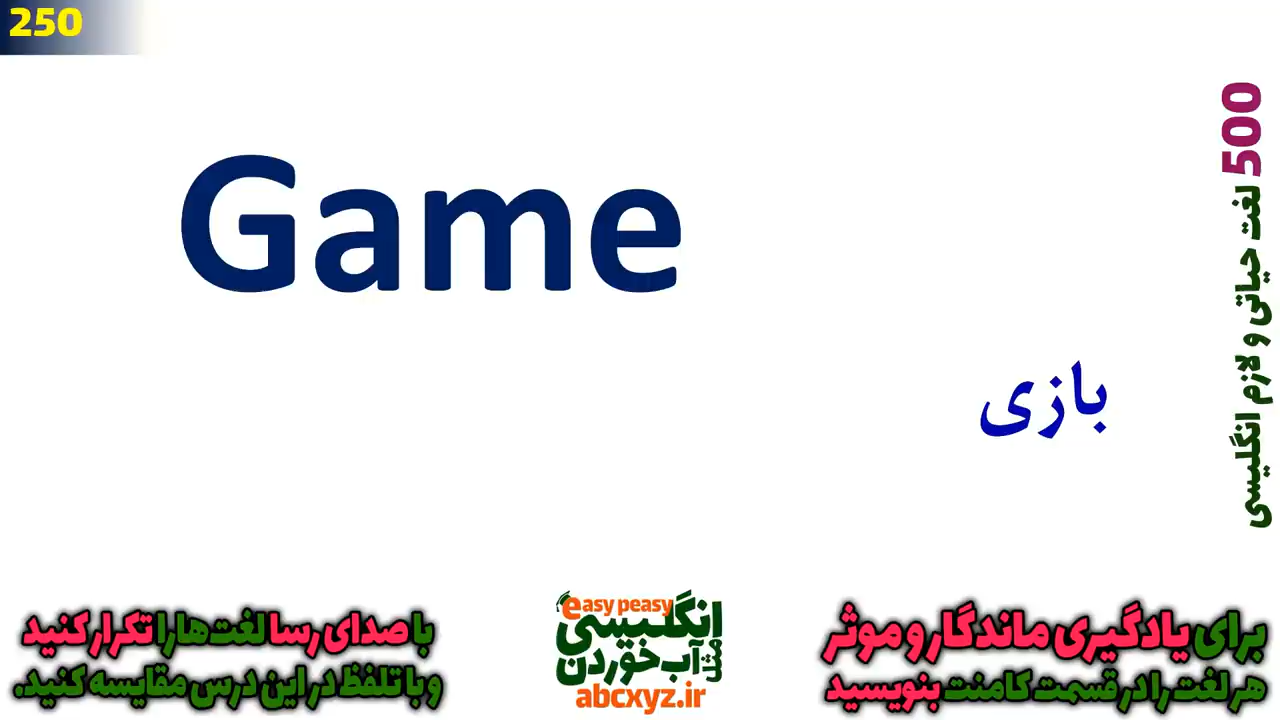 250
Game
بازی
500 لغت حیاتی و لازم انگلیسی
برای یادگیری ماندگار و موثر
هر لغت را در قسمت کامنت بنویسید
easy peasy
انگلیسی
مثل آب خوردن
abcxyz.ir
با صدای رسا لغت‌ها را تکرار کنید
و با تلفظ در این درس مقایسه کنید.